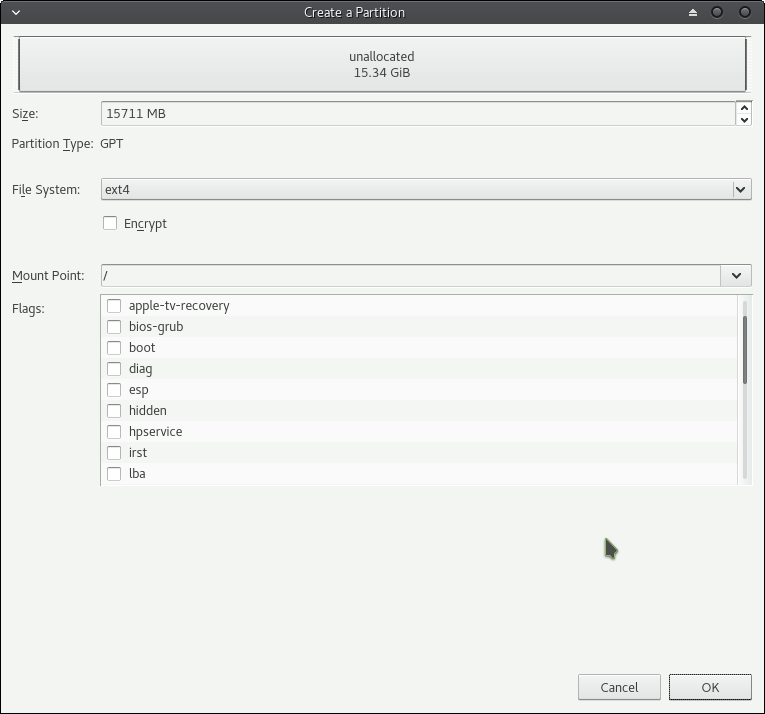 Create a Partition
unallocated
15.34 GiB
Size: 15711 MB
Partition Type: GPT
File System: ext4
Encrypt
Mount Point: /
Flags:
apple-tv-recovery
bios-grub
boot
diag
esp
hidden
hpservice
irst
lba
Cancel OK